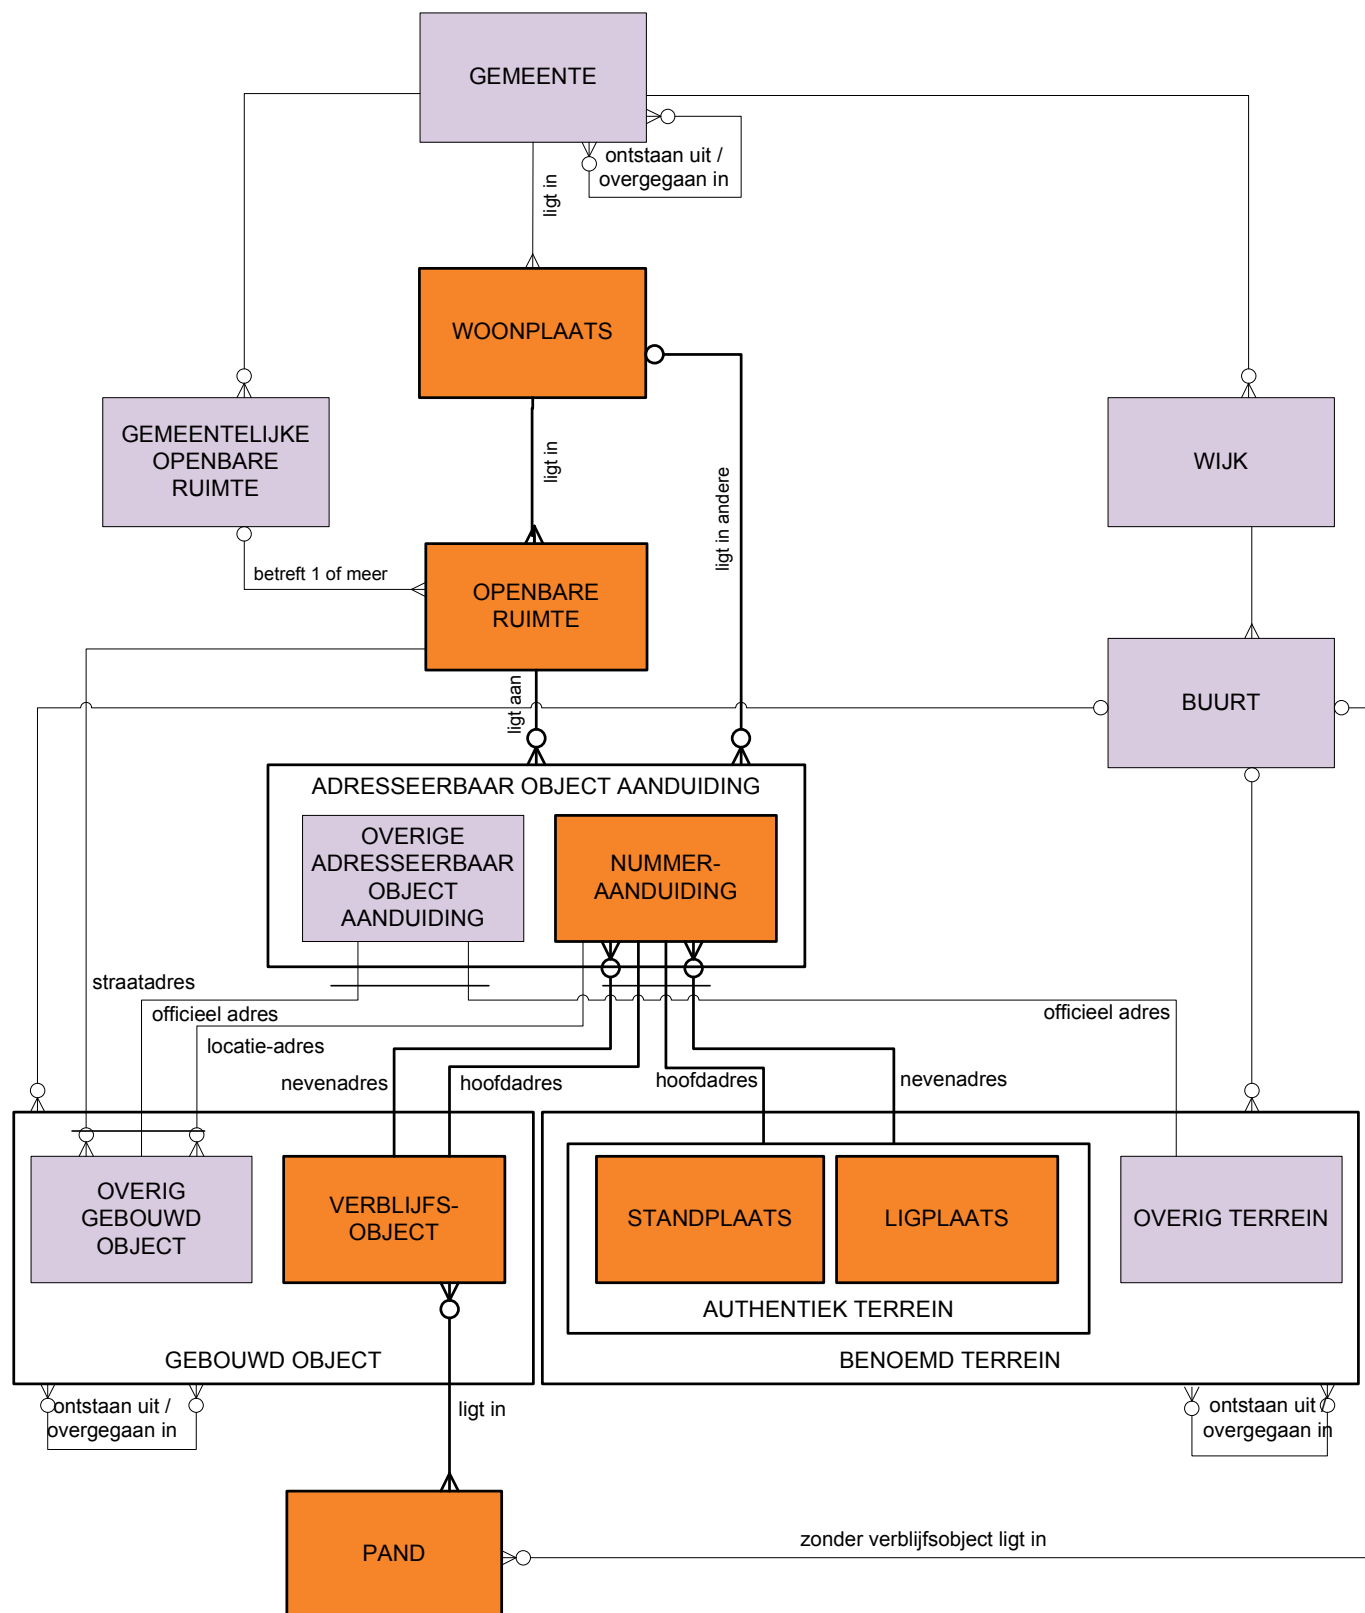 GEMEENTE
ontstaan uit /
overgegaan in
ligt in
WOONPLAATS
GEMEENTELIJKE
OPENBARE
RUIMTE
WIJK
ligt in
ligt in andere
betreft 1 of meer
OPENBARE
RUIMTE
BUURT
ligt aan
ADRESSEERBAAR OBJECT AANDUIDING
OVERIGE
ADRESSEERBAAR
OBJECT
AANDUIDING
NUMMER-
AANDUIDING
straatadres
officieel adres
officieel adres
locatie-adres
nevenadres
hoofdadres
hoofdadres
nevenadres
OVERIG
GEBOUWD
OBJECT
VERBLIJFS-
OBJECT
STANDPLAATS
LIGPLAATS
OVERIG TERREIN
AUTHENTIEK TERREIN
GEBOUWD OBJECT
BENOEMD TERREIN
ontstaan uit /
overgegaan in
ligt in
ontstaan uit /
overgegaan in
PAND
zonder verblijfsobject ligt in